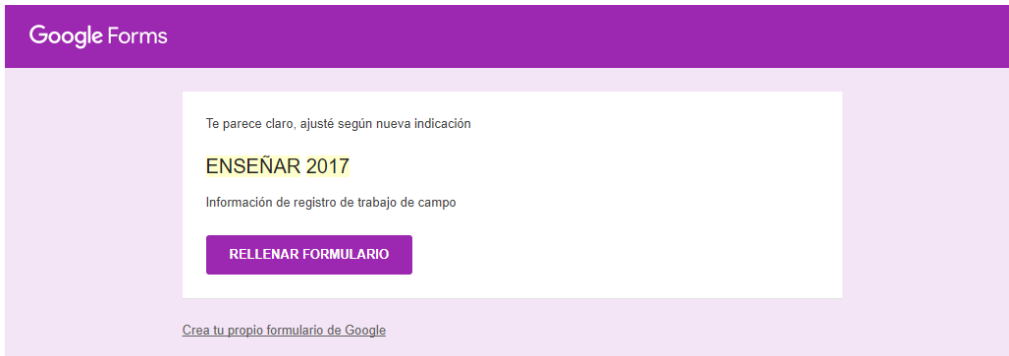 Google Forms
Te parece claro, ajusté según nueva indicación
ENSEÑAR 2017
Información de registro de trabajo de campo
RELLENAR FORMULARIO
Crea tu propio formulario de Google